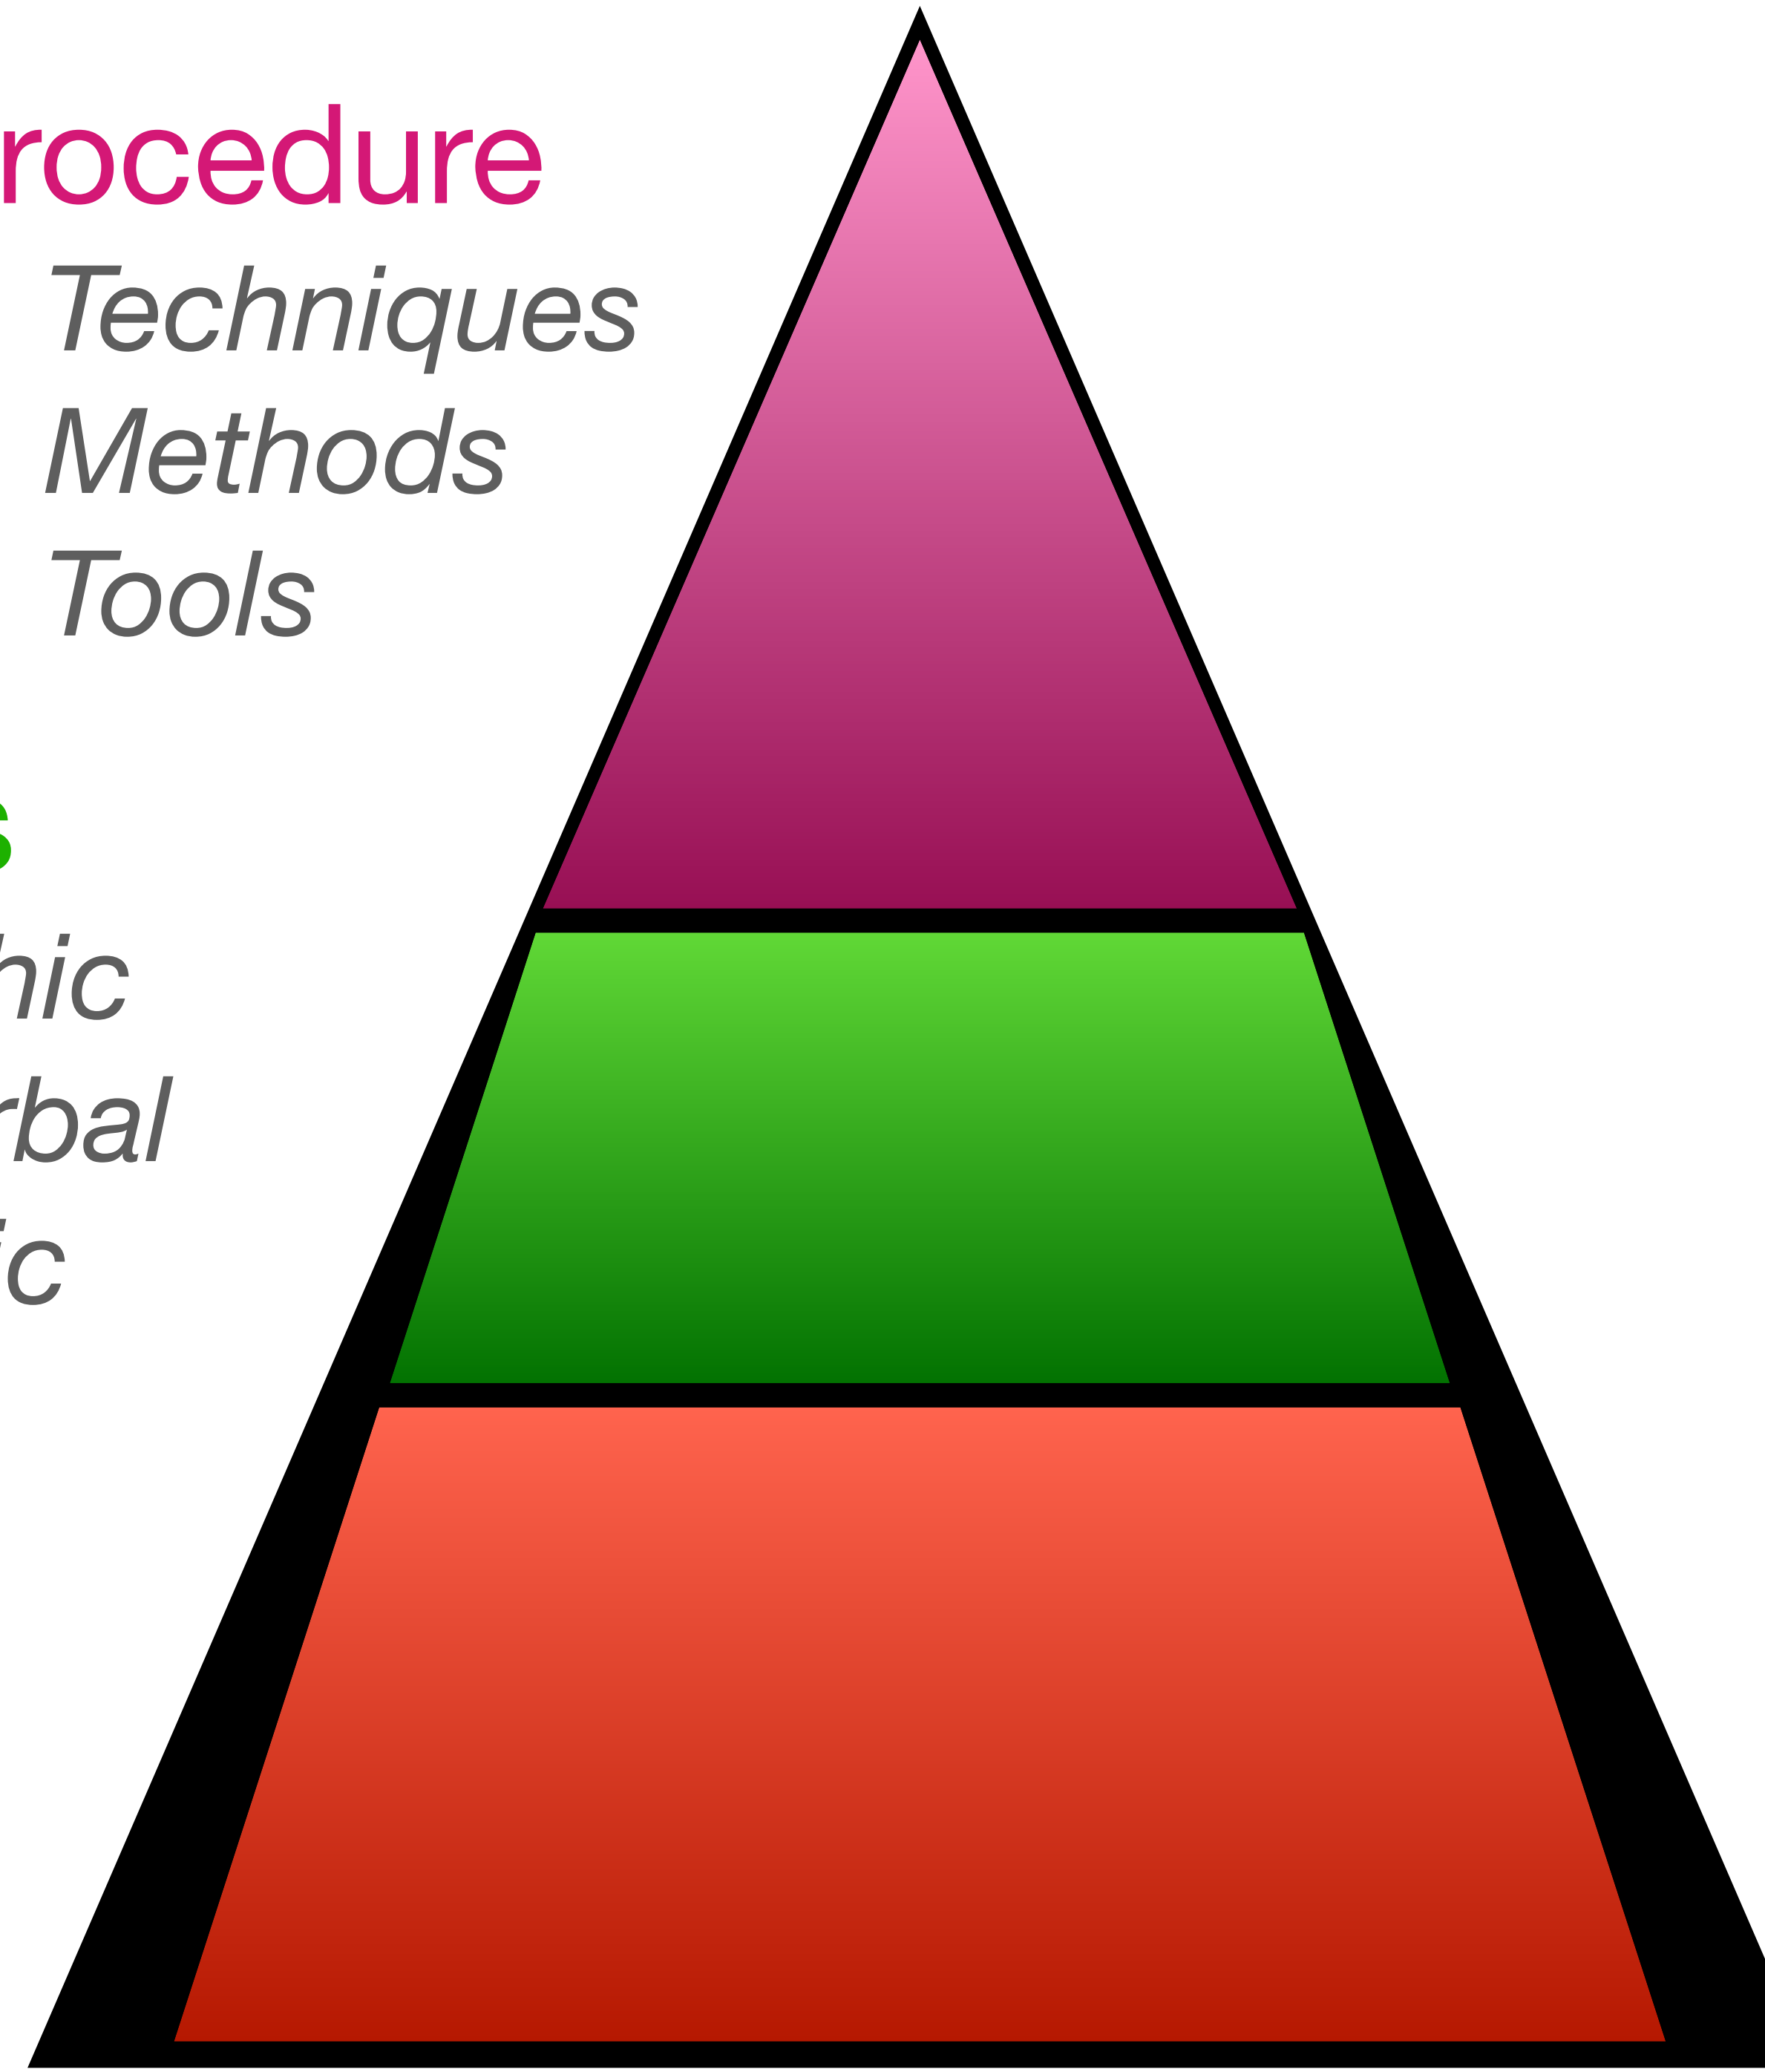 rocedure
Techniques
Methods
Tools
s
hic
rbal
ic